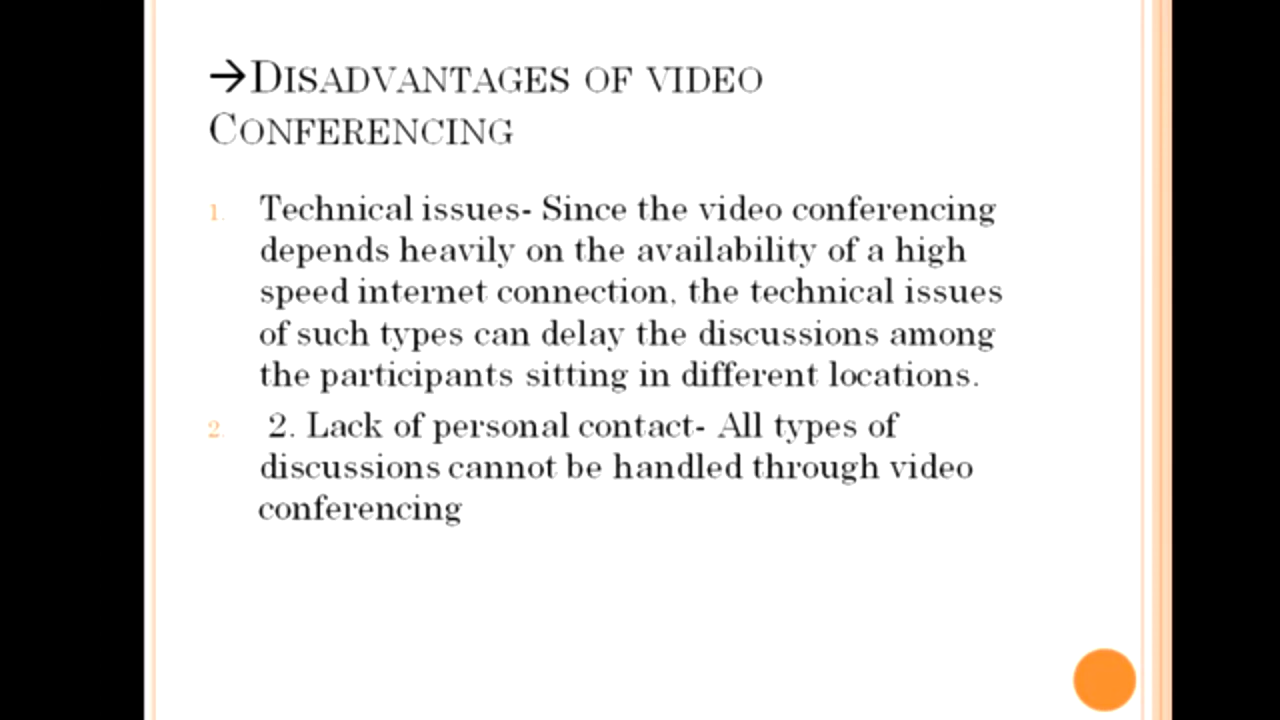 →DISADVANTAGES OF VIDEO
CONFERENCING
1. Technical issues- Since the video conferencing
depends heavily on the availability of a high
speed internet connection, the technical issues
of such types can delay the discussions among
the participants sitting in different locations.
2. 2. Lack of personal contact- All types of
discussions cannot be handled through video
conferencing